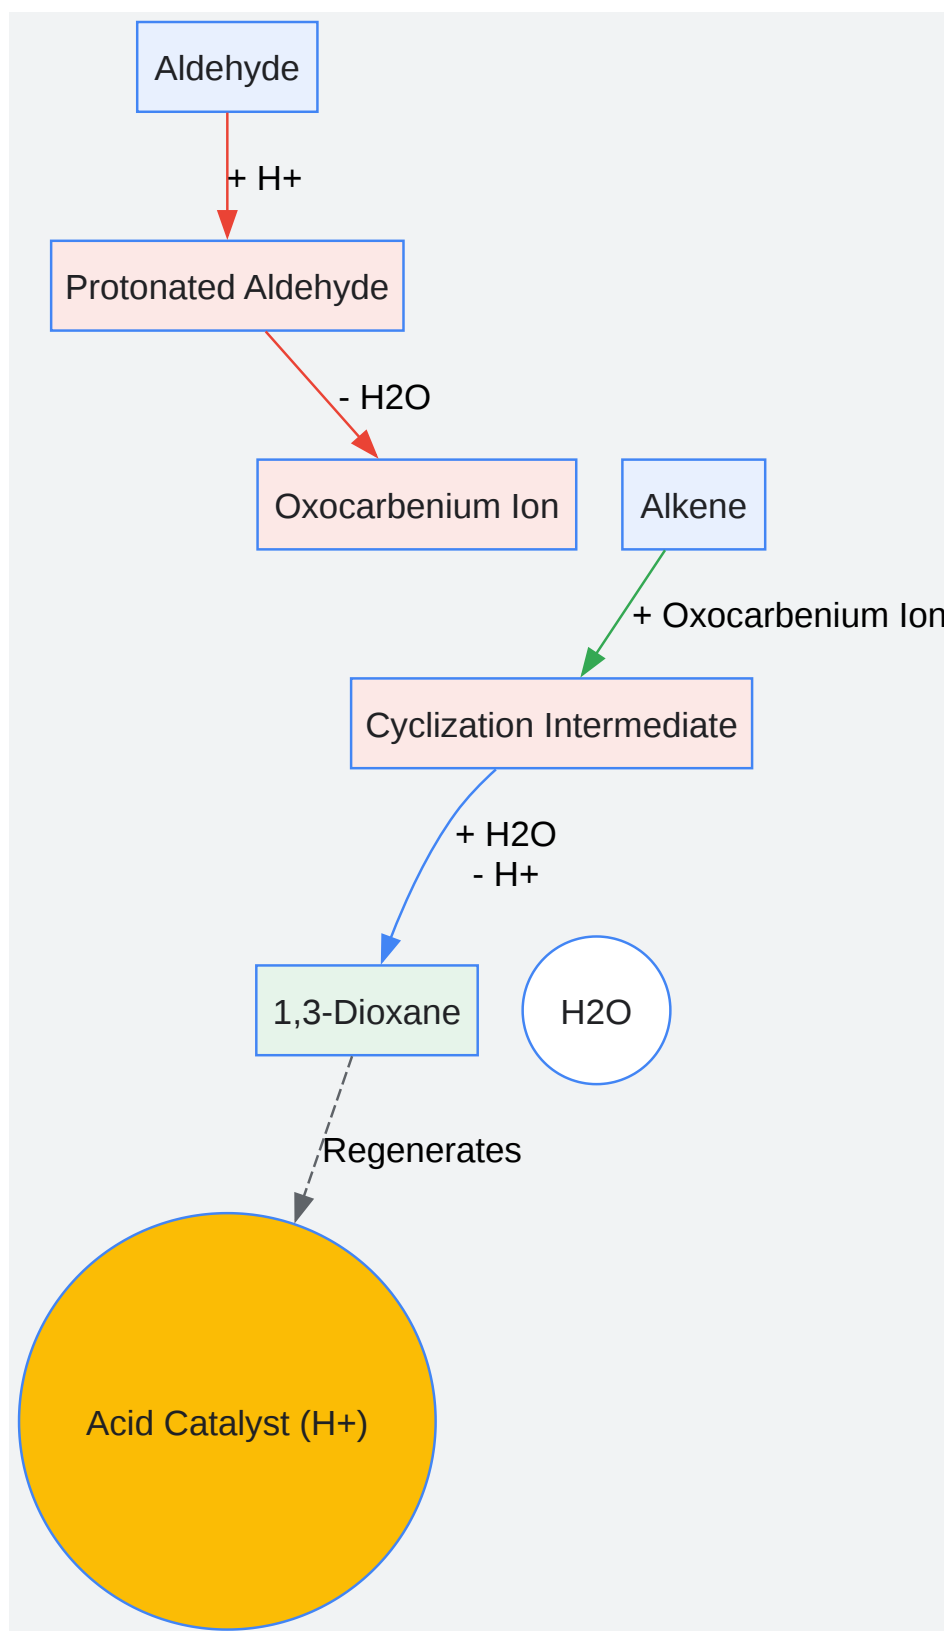 Aldehyde
+ H+
Protonated Aldehyde
- H2O
Oxocarbenium Ion
Alkene
+ Oxocarbenium Ion
Cyclization Intermediate
+ H2O
- H+
1,3-Dioxane
H2O
Regenerates
Acid Catalyst (H+)